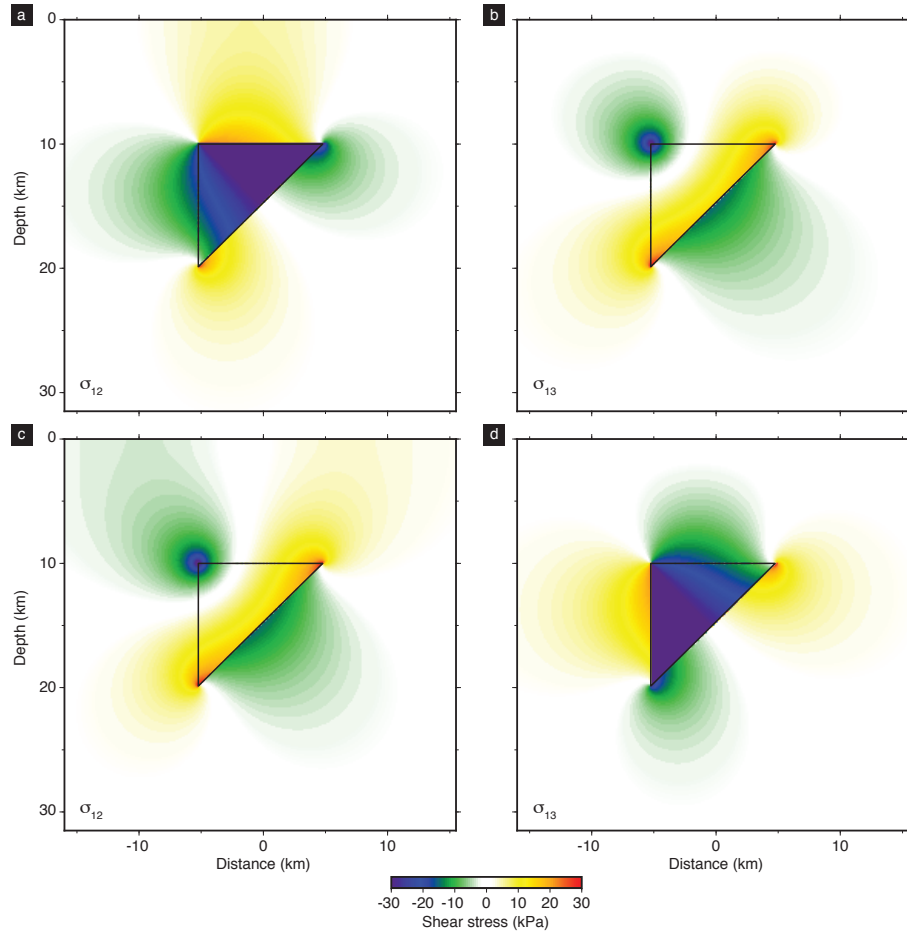 a
b
0
10
20
30
Depth (km)
σ12
σ13
c
d
0
10
20
30
Depth (km)
σ12
σ13
-10 0 10
-10 0 10
Distance (km)
Distance (km)
-30 -20 -10 0 10 20 30
Shear stress (kPa)